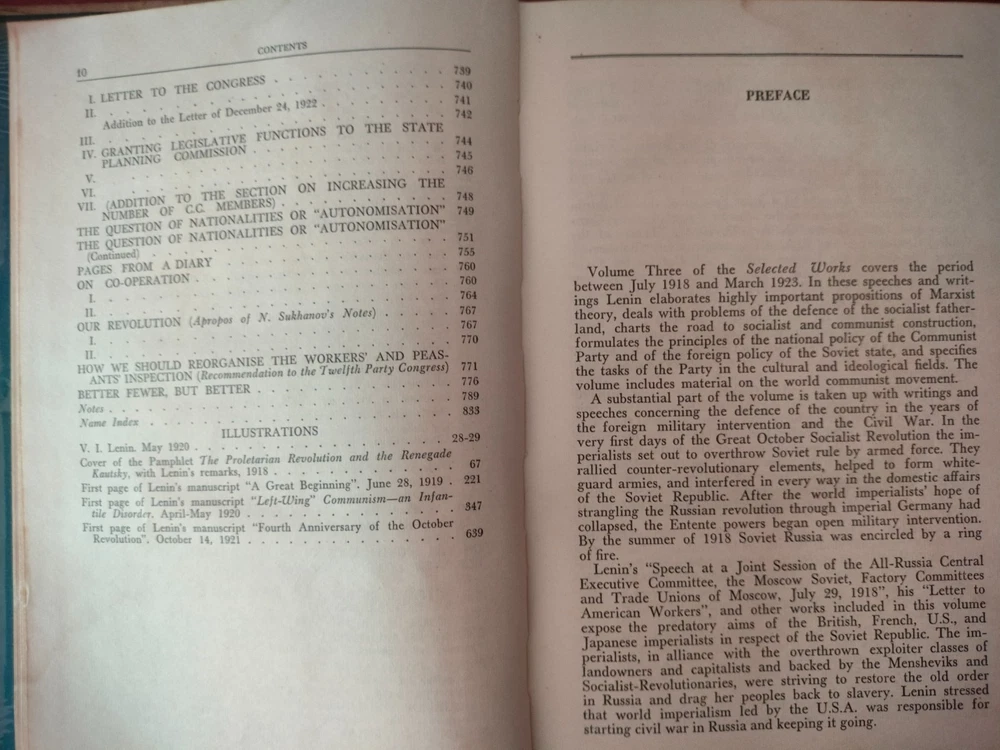 10
CONTENTS
I. LETTER TO THE CONGRESS . . . . . . . . . . . . . 739
II. . . . . . . . . . . . . . . . . . . . 740
Addition to the Letter of December 24, 1922 . . . . . . . . . 741
III. . . . . . . . . . . . . . . . . . . . 742
IV. GRANTING LEGISLATIVE FUNCTIONS TO THE STATE
PLANNING COMMISSION . . . . . . . . . . . . . 744
V. . . . . . . . . . . . . . . . . . . . 745
VI. . . . . . . . . . . . . . . . . . . . 746
VII. (ADDITION TO THE SECTION ON INCREASING THE
NUMBER OF C.C. MEMBERS) . . . . . . . . . . . . 748
THE QUESTION OF NATIONALITIES OR "AUTONOMISATION" 749
THE QUESTION OF NATIONALITIES OR "AUTONOMISATION"
(Continued) . . . . . . . . . . . . . . . . . 751
PAGES FROM A DIARY . . . . . . . . . . . . . . 755
ON CO-OPERATION . . . . . . . . . . . . . . . 760
I. . . . . . . . . . . . . . . . . . . . 760
II. . . . . . . . . . . . . . . . . . . . 764
OUR REVOLUTION (Apropos of N. Sukhanov's Notes) . . . . . 767
I. . . . . . . . . . . . . . . . . . . . 767
II. . . . . . . . . . . . . . . . . . . . 770
HOW WE SHOULD REORGANISE THE WORKERS' AND PEAS-
ANTS' INSPECTION (Recommendation to the Twelfth Party Congress) 771
BETTER FEWER, BUT BETTER . . . . . . . . . . . . 776
Notes . . . . . . . . . . . . . . . . . . . 789
Name Index . . . . . . . . . . . . . . . . . 833
ILLUSTRATIONS
V. I. Lenin. May 1920 . . . . . . . . . . . . . . 28-29
Cover of the Pamphlet The Proletarian Revolution and the Renegade
Kautsky, with Lenin's remarks, 1918 . . . . . . . . . . . 67
First page of Lenin's manuscript "A Great Beginning". June 28, 1919 . 221
First page of Lenin's manuscript "Left-Wing" Communism—an Infan-
tile Disorder. April-May 1920 . . . . . . . . . . . . . 347
First page of Lenin's manuscript "Fourth Anniversary of the October
Revolution". October 14, 1921 . . . . . . . . . . . . . 639
PREFACE
Volume Three of the Selected Works covers the period
between July 1918 and March 1923. In these speeches and writ-
ings Lenin elaborates highly important propositions of Marxist
theory, deals with problems of the defence of the socialist father-
land, charts the road to socialist and communist construction,
formulates the principles of the national policy of the Communist
Party and of the foreign policy of the Soviet state, and specifies
the tasks of the Party in the cultural and ideological fields. The
volume includes material on the world communist movement.
A substantial part of the volume is taken up with writings and
speeches concerning the defence of the country in the years of
the foreign military intervention and the Civil War. In the
very first days of the Great October Socialist Revolution the im-
perialists set out to overthrow Soviet rule by armed force. They
rallied counter-revolutionary elements, helped to form white-
guard armies, and interfered in every way in the domestic affairs
of the Soviet Republic. After the world imperialists' hope of
strangling the Russian revolution through imperial Germany had
collapsed, the Entente powers began open military intervention.
By the summer of 1918 Soviet Russia was encircled by a ring
of fire.
Lenin's "Speech at a Joint Session of the All-Russia Central
Executive Committee, the Moscow Soviet, Factory Committees
and Trade Unions of Moscow, July 29, 1918", his "Letter to
American Workers", and other works included in this volume
expose the predatory aims of the British, French, U.S., and
Japanese imperialists in respect of the Soviet Republic. The im-
perialists, in alliance with the overthrown exploiter classes of
landowners and capitalists and backed by the Mensheviks and
Socialist-Revolutionaries, were striving to restore the old order
in Russia and drag her peoples back to slavery. Lenin stressed
that world imperialism led by the U.S.A. was responsible for
starting civil war in Russia and keeping it going.